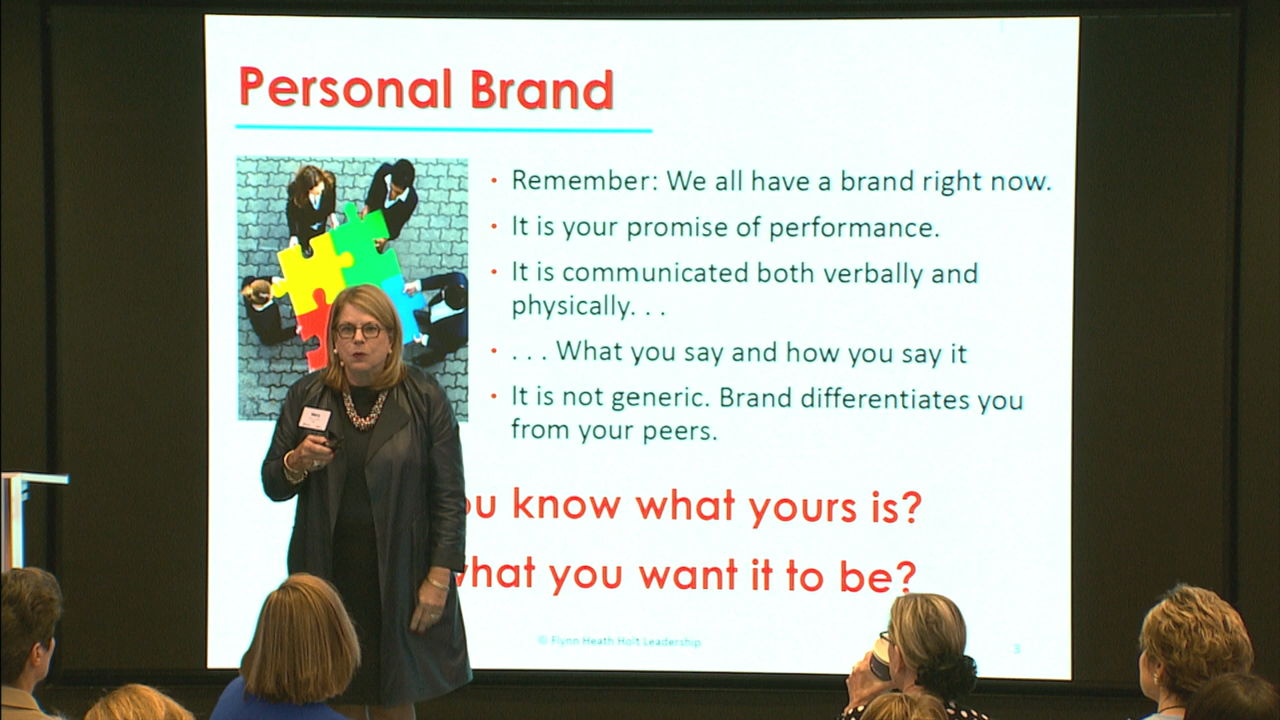 Personal Brand
• Remember: We all have a brand right now.
• It is your promise of performance.
• It is communicated both verbally and
physically. . .
• . . . What you say and how you say it
• It is not generic. Brand differentiates you
from your peers.
know what yours is?
you want it to be?
© Flynn Heath Holt Leadership
3